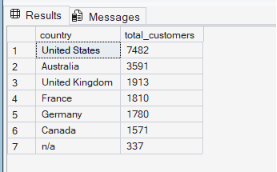 Results Messages
country total_customers
1 United States 7482
2 Australia 3591
3 United Kingdom 1913
4 France 1810
5 Germany 1780
6 Canada 1571
7 n/a 337